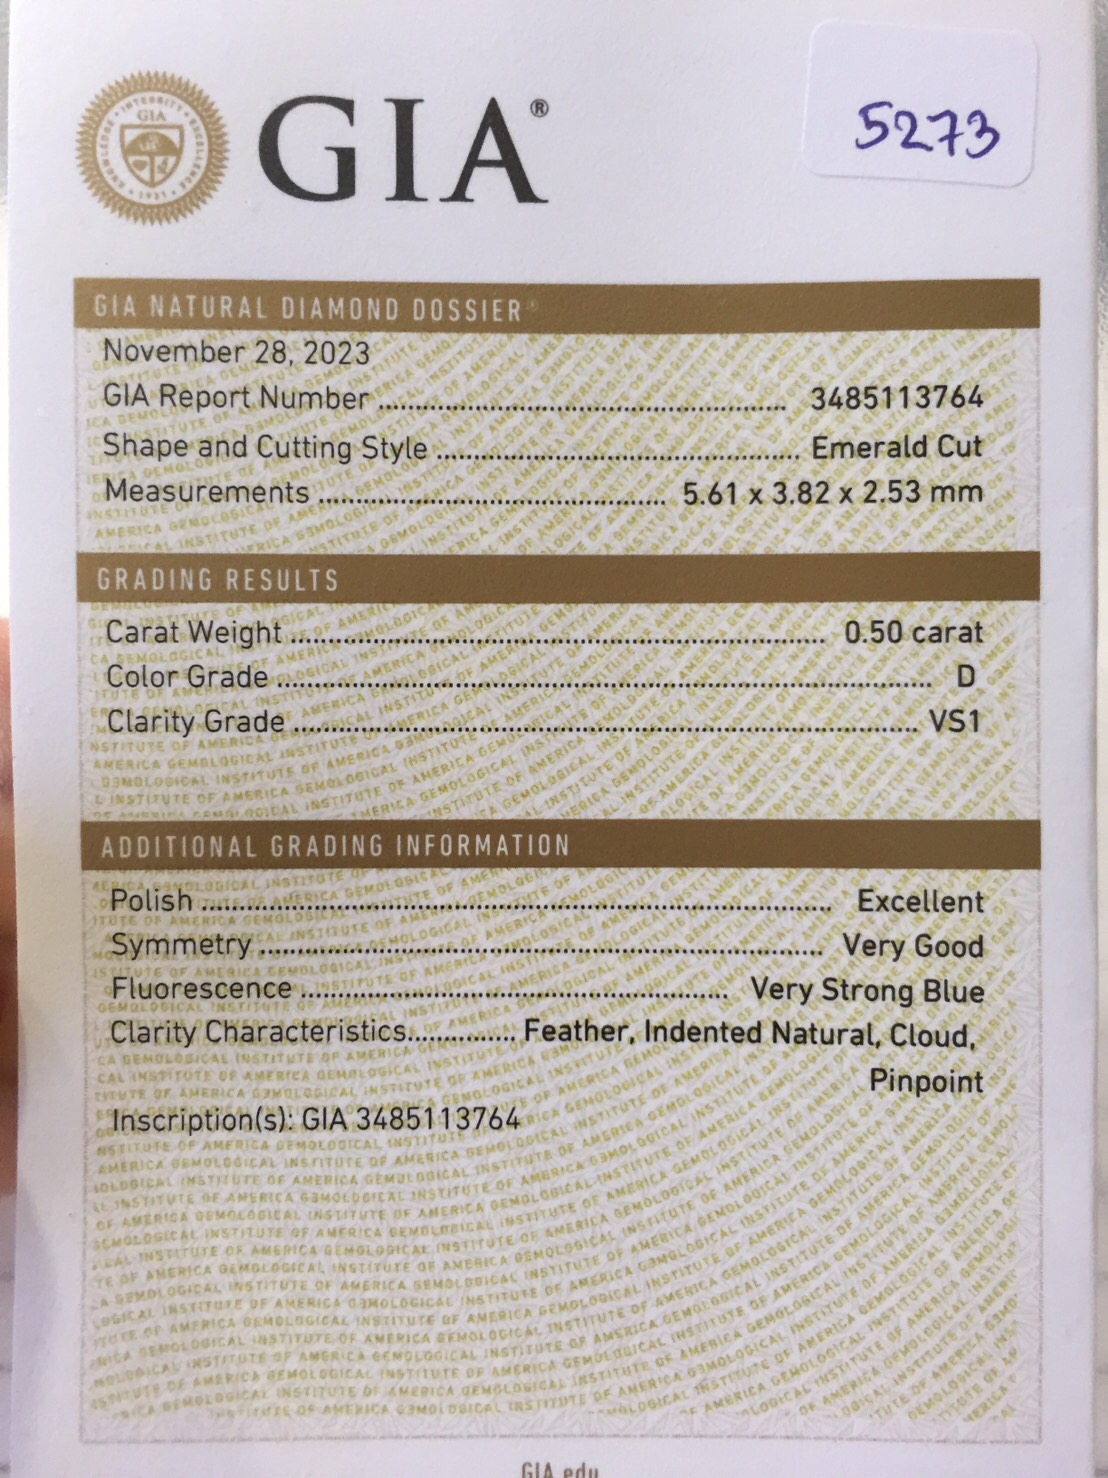 GIA®
5273
GIA NATURAL DIAMOND DOSSIER®
November 28, 2023
GIA Report Number ........................................................ 3485113764
Shape and Cutting Style .................................................. Emerald Cut
Measurements ................................................ 5.61 x 3.82 x 2.53 mm
GRADING RESULTS
Carat Weight ........................................................................ 0.50 carat
Color Grade ........................................................................................ D
Clarity Grade .................................................................................. VS1
ADDITIONAL GRADING INFORMATION
Polish .................................................................................... Excellent
Symmetry .......................................................................... Very Good
Fluorescence ....................................................... Very Strong Blue
Clarity Characteristics.............. Feather, Indented Natural, Cloud,
Pinpoint
Inscription(s): GIA 3485113764
GIA.edu